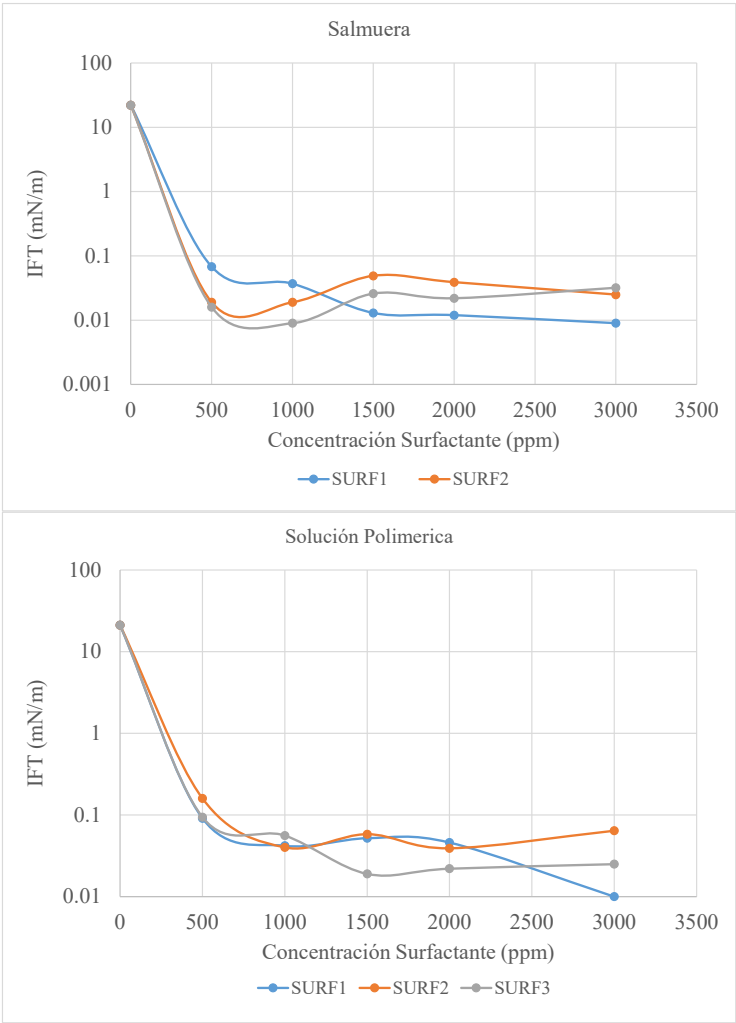 Salmuera
100
10
1
0.1
0.01
0.001
IFT (mN/m)
0 500 1000 1500 2000 2500 3000 3500
Concentración Surfactante (ppm)
SURF1 SURF2
Solución Polimerica
100
10
1
0.1
0.01
IFT (mN/m)
0 500 1000 1500 2000 2500 3000 3500
Concentración Surfactante (ppm)
SURF1 SURF2 SURF3